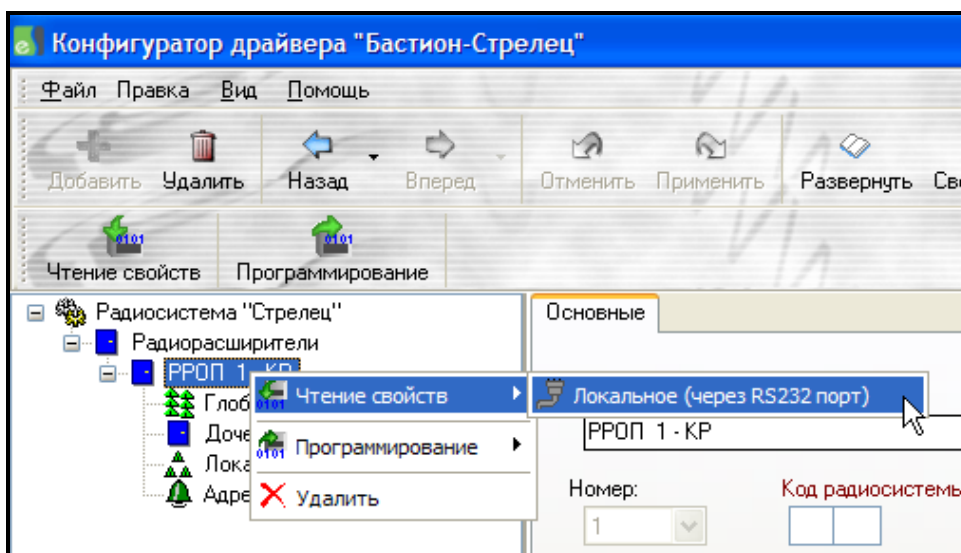 Конфигуратор драйвера "Бастион-Стрелец"
Файл Правка Вид Помощь
Добавить Удалить Назад Вперед Отменить Применить Развернуть
Чтение свойств Программирование
Радиосистема "Стрелец"
Основные
Радиорасширители
РРОП 1 - КР
Чтение свойств
Локальное (через RS232 порт)
РРОП 1 - КР
Программирование
Удалить
Номер:
Код радиосистемы
1